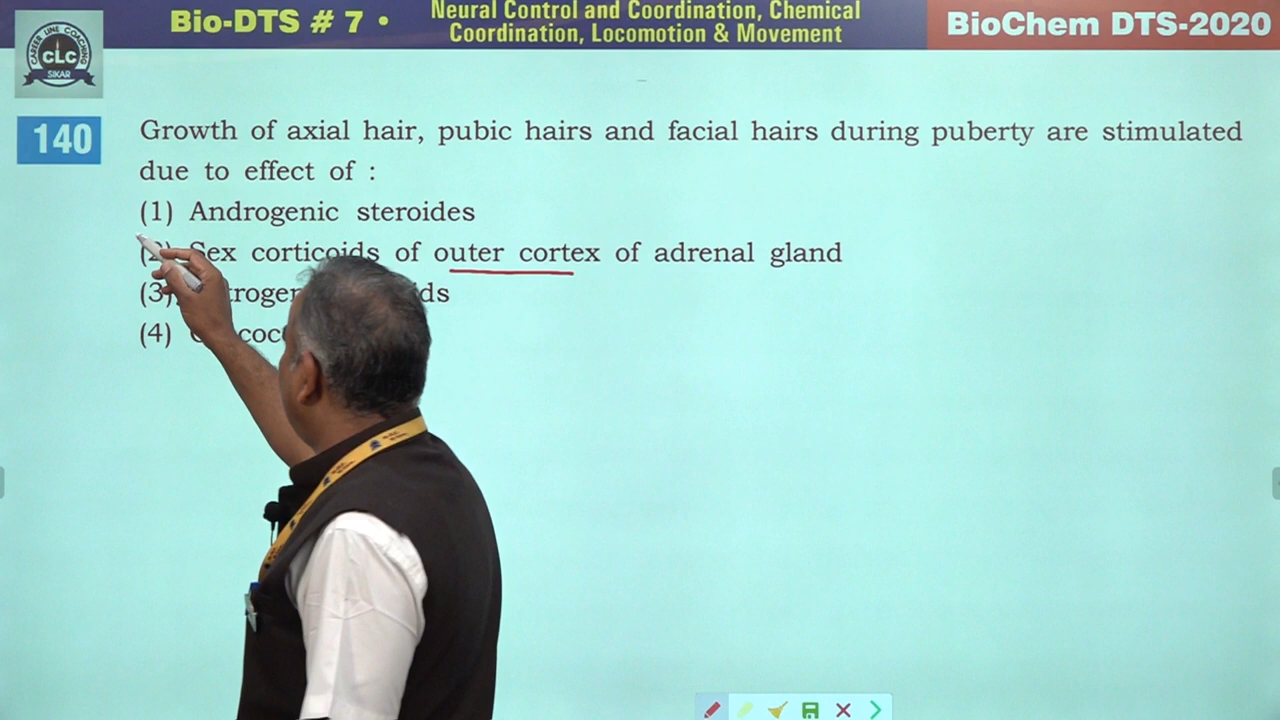 Bio-DTS # 7 •
Neural Control and Coordination, Chemical
Coordination, Locomotion & Movement
BioChem DTS-2020
CAREER LINE COACHING
CLC
SIKAR
140
Growth of axial hair, pubic hairs and facial hairs during puberty are stimulated
due to effect of :
(1) Androgenic steroides
(2) Sex corticoids of outer cortex of adrenal gland
(3)
(4)